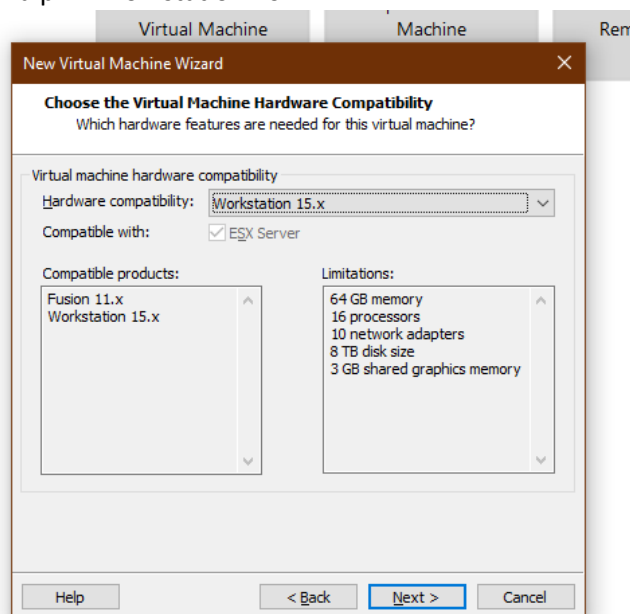 Virtual Machine
Machine
Rem
New Virtual Machine Wizard
Choose the Virtual Machine Hardware Compatibility
Which hardware features are needed for this virtual machine?
Virtual machine hardware compatibility
Hardware compatibility: Workstation 15.x
Compatible with: ESX Server
Compatible products:
Fusion 11.x
Workstation 15.x
Limitations:
64 GB memory
16 processors
10 network adapters
8 TB disk size
3 GB shared graphics memory
Help
< Back
Next >
Cancel